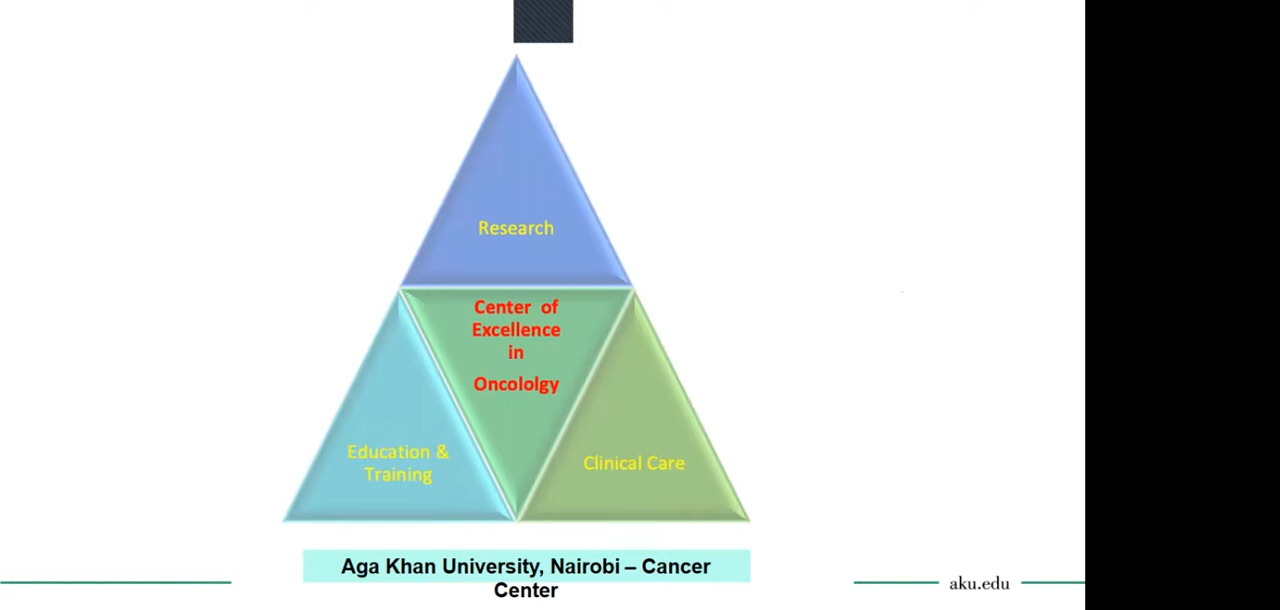 Research
Center of
Excellence
in
Oncololgy
Education &
Training
Clinical Care
Aga Khan University, Nairobi – Cancer
Center
aku.edu